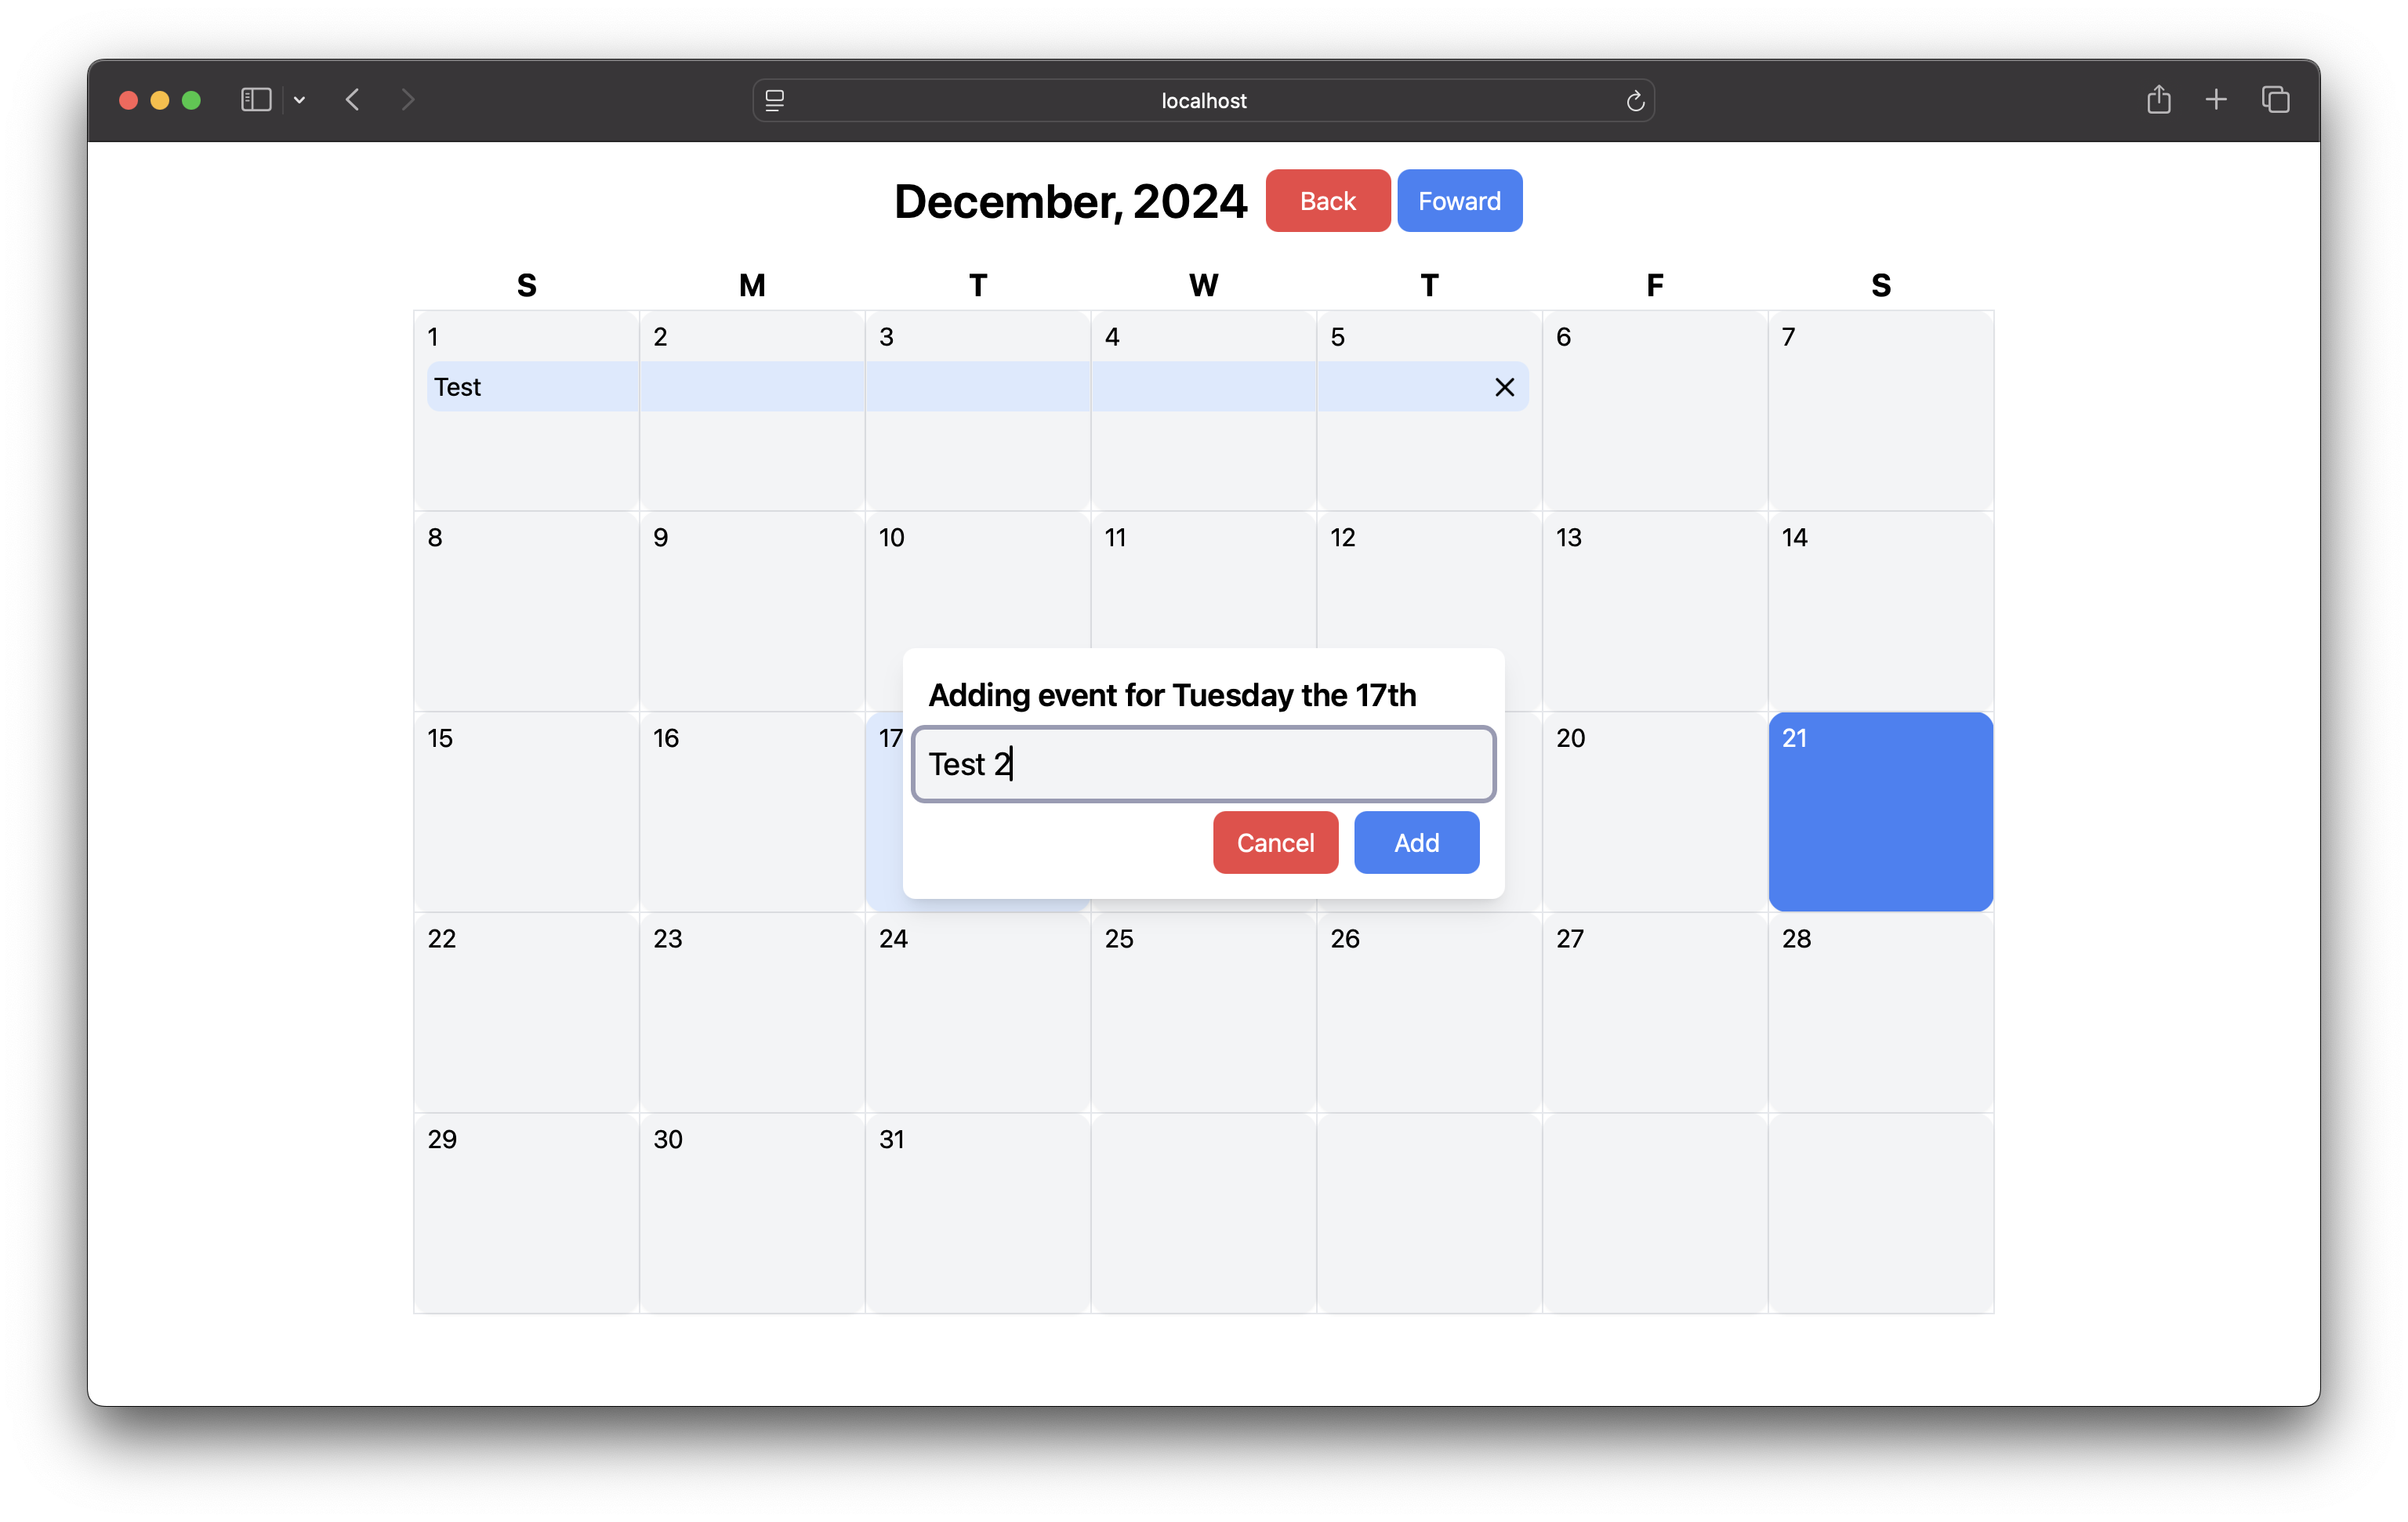 localhost
December, 2024 Back Foward
S M T W T F S
1 2 3 4 5 6 7
Test
8 9 10 11 12 13 14
Adding event for Tuesday the 17th
15 16 17 20 21
Test 2
Cancel Add
22 23 24 25 26 27 28
29 30 31